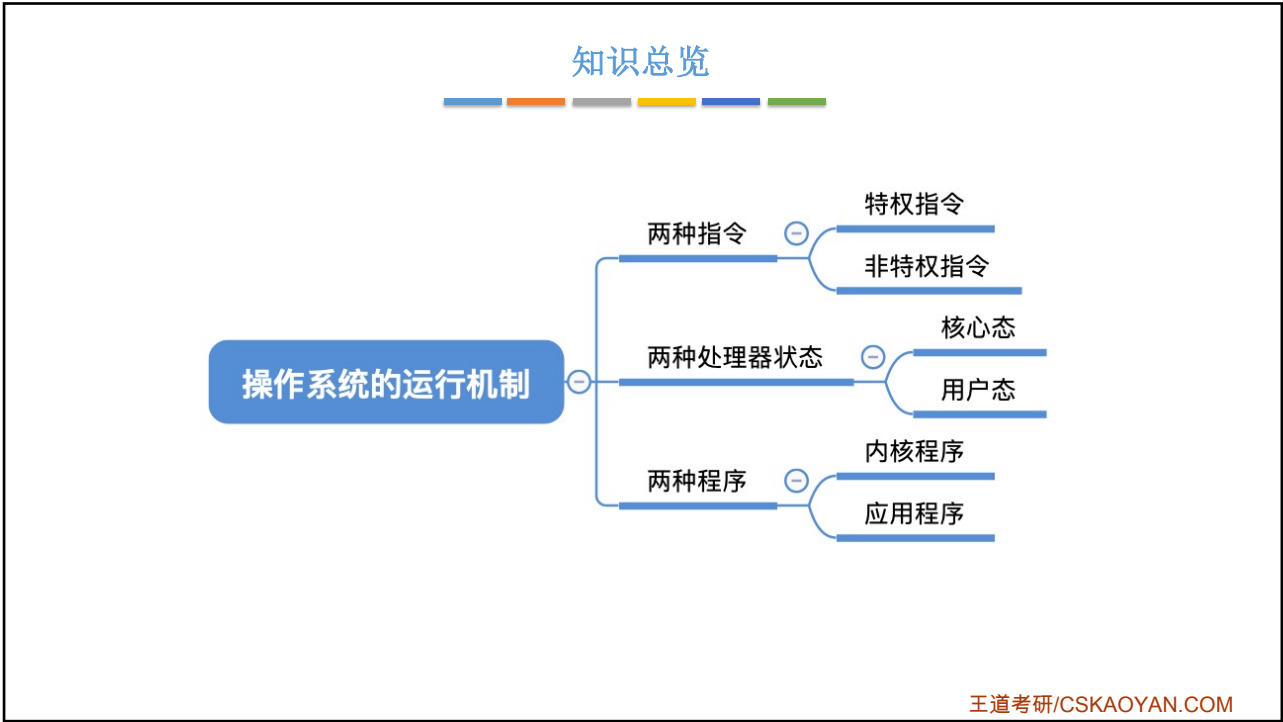 知识总览
操作系统的运行机制
两种指令
特权指令
非特权指令
两种处理器状态
核心态
用户态
两种程序
内核程序
应用程序
王道考研/CSKAOYAN.COM